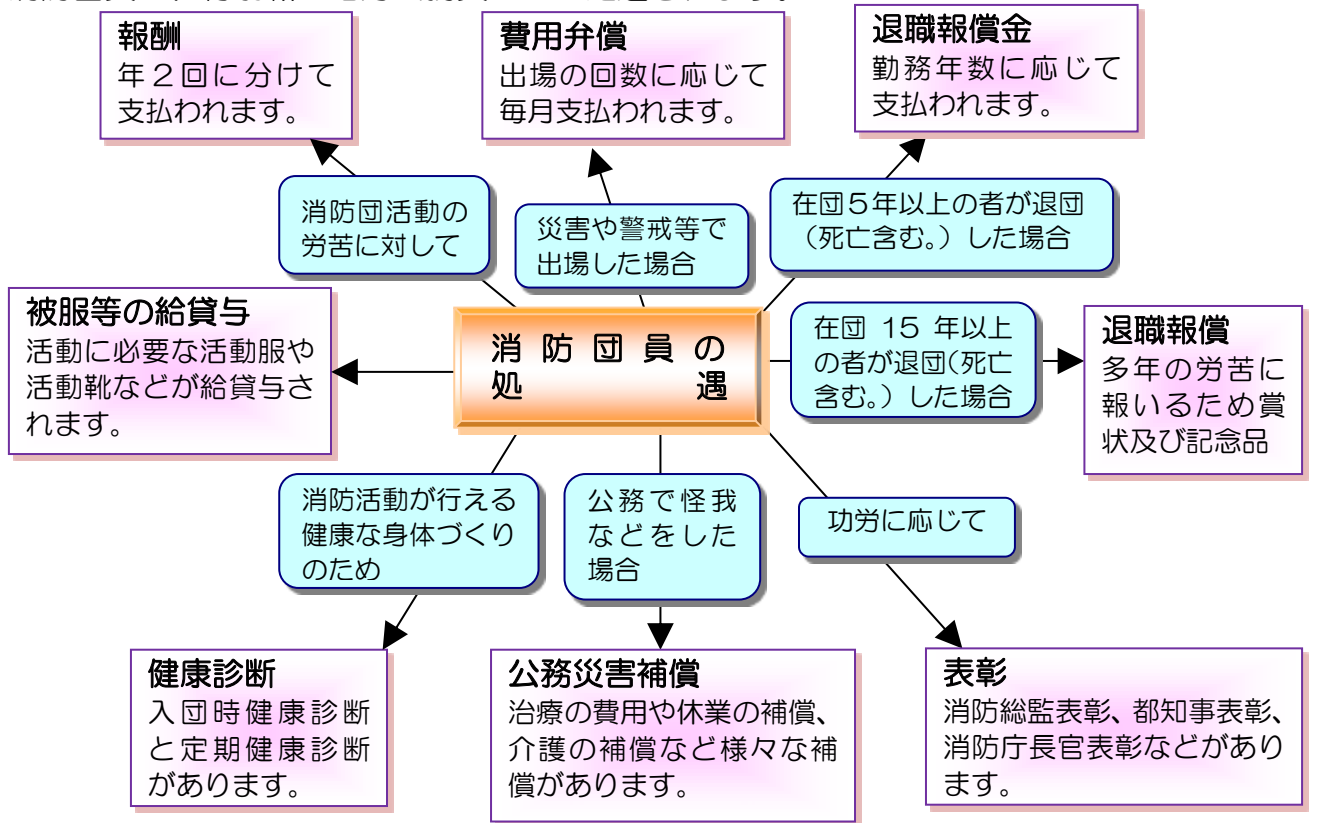 報酬
年２回に分けて
支払われます。
費用弁償
出場の回数に応じて
毎月支払われます。
退職報償金
勤務年数に応じて
支払われます。
消防団活動の
労苦に対して
災害や警戒等で
出場した場合
在団５年以上の者が退団
（死亡含む。）した場合
被服等の給貸与
活動に必要な活動服や
活動靴などが給貸与さ
れます。
消防団員の
処遇
在団 15 年以上
の者が退団（死亡
含む。）した場合
退職報償
多年の労苦に
報いるため賞
状及び記念品
消防活動が行える
健康な身体づくり
のため
公務で怪我
などをした
場合
功労に応じて
健康診断
入団時健康診断
と定期健康診断
があります。
公務災害補償
治療の費用や休業の補償、
介護の補償など様々な補
償があります。
表彰
消防総監表彰、都知事表彰、
消防庁長官表彰などがあり
ます。